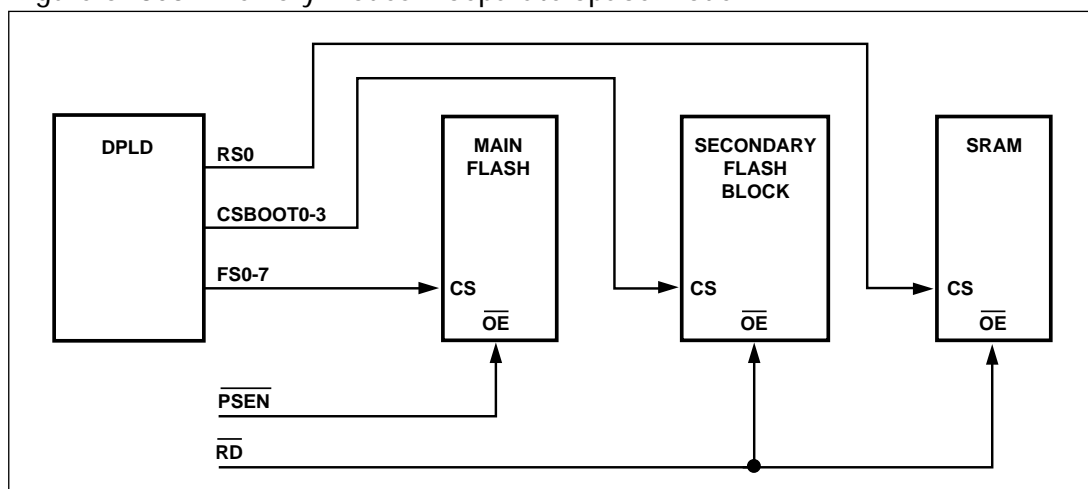 DPLD
RS0
CSBOOT0-3
FS0-7
MAIN
FLASH
CS
OE
SECONDARY
FLASH
BLOCK
CS
OE
SRAM
CS
OE
PSEN
RD